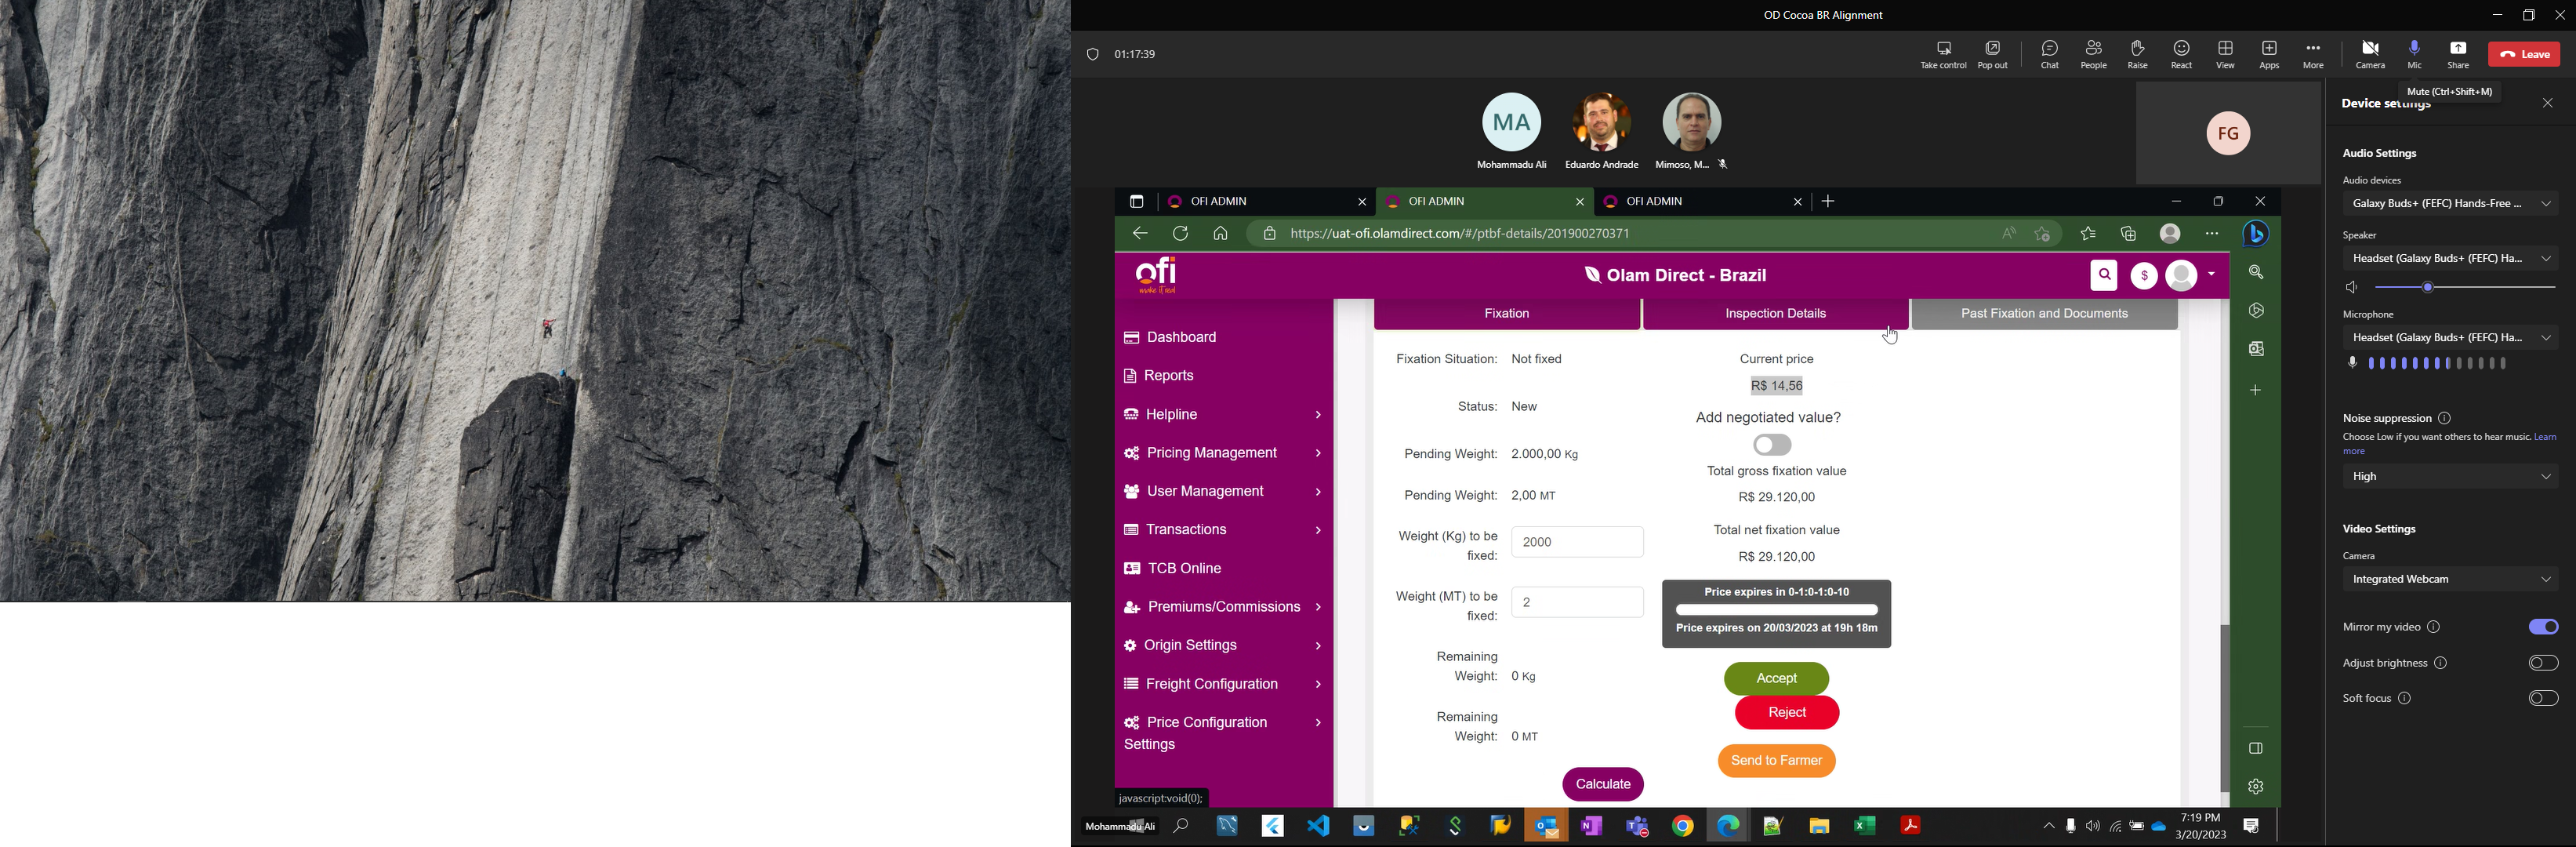 OD Cocoa BR Alignment
01:17:39
Take control
Pop out
Chat
People
Raise
React
View
Apps
More
Camera
Mic
Share
Leave
Mute (Ctrl+Shift+M)
MA
Mohammadu Ali
Eduardo Andrade
Mimoso, M...
FG
OFI ADMIN
OFI ADMIN
OFI ADMIN
https://uat-ofi.olamdirect.com/#/ptbf-details/201900270371
ofi
make it real
Olam Direct - Brazil
$
Dashboard
Reports
Helpline
Pricing Management
User Management
Transactions
TCB Online
Premiums/Commissions
Origin Settings
Freight Configuration
Price Configuration
Settings
javascript:void(0);
Fixation
Inspection Details
Past Fixation and Documents
Fixation Situation: Not fixed
Status: New
Pending Weight: 2.000,00 Kg
Pending Weight: 2,00 MT
Weight (Kg) to be
fixed:
2000
Weight (MT) to be
fixed:
2
Remaining
Weight: 0 Kg
Remaining
Weight: 0 MT
Calculate
Current price
R$ 14,56
Add negotiated value?
Total gross fixation value
R$ 29.120,00
Total net fixation value
R$ 29.120,00
Price expires in 0-1:0-1:0-10
Price expires on 20/03/2023 at 19h 18m
Accept
Reject
Send to Farmer
Mohammadu Ali
7:19 PM
3/20/2023
Device settings
Audio Settings
Audio devices
Galaxy Buds+ (FEFC) Hands-Free ...
Speaker
Headset (Galaxy Buds+ (FEFC) Ha...
Microphone
Headset (Galaxy Buds+ (FEFC) Ha...
Noise suppression
Choose Low if you want others to hear music. Learn
more
High
Video Settings
Camera
Integrated Webcam
Mirror my video
Adjust brightness
Soft focus